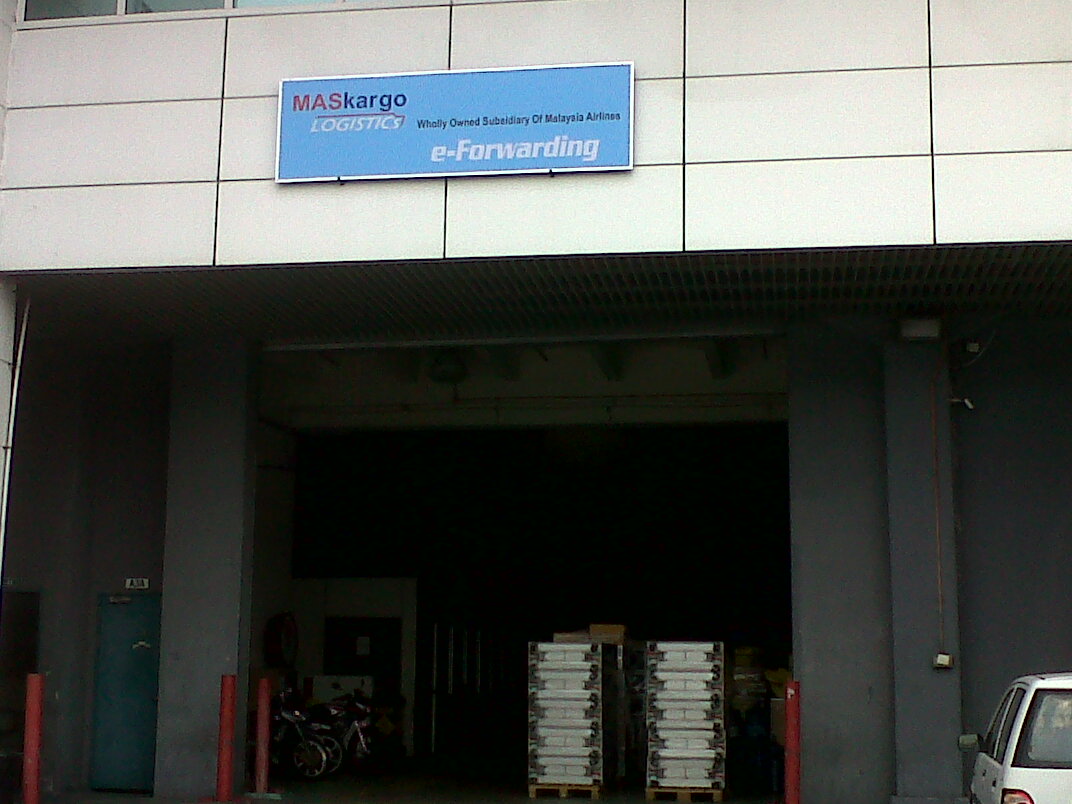 MASkargo
LOGISTICS
Wholly Owned Subsidiary Of Malaysia Airlines
e-Forwarding